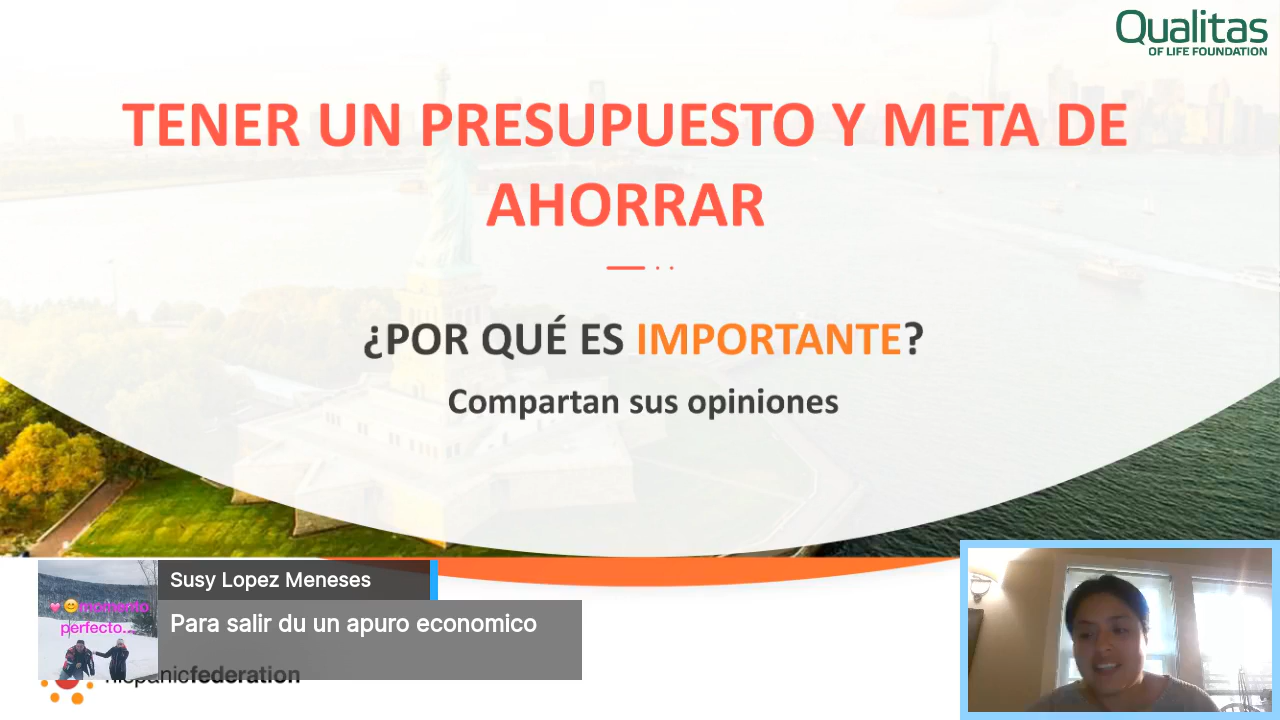 Qualitas
OF LIFE FOUNDATION
TENER UN PRESUPUESTO Y META DE
AHORRAR
¿POR QUÉ ES IMPORTANTE?
Compartan sus opiniones
Susy Lopez Meneses
Para salir du un apuro economico
momento
perfecto...
hispanicfederation